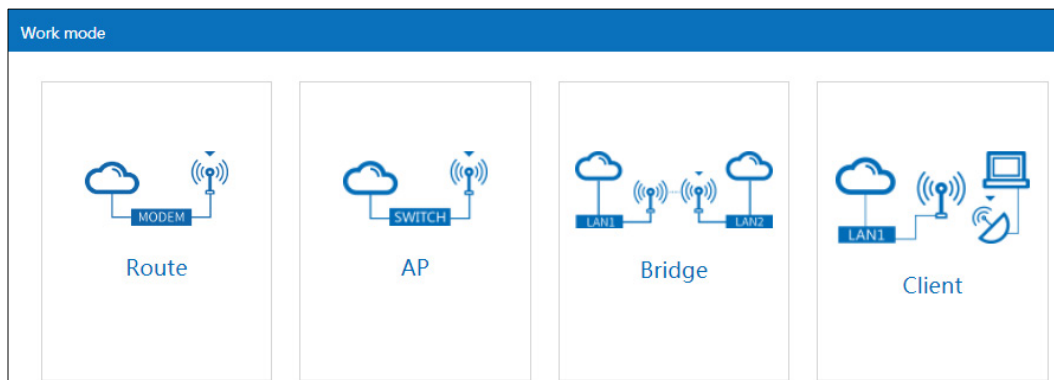 Work mode
MODEM
Route
SWITCH
AP
LAN1
LAN2
Bridge
LAN1
Client